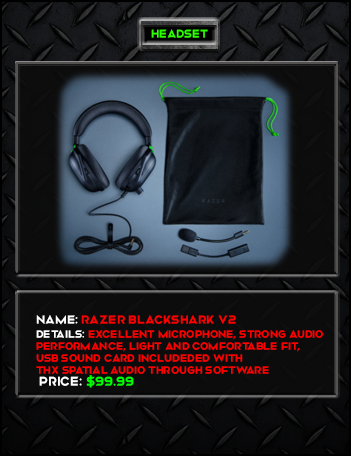 HEADSET
RAZER
NAME: RAZER BLACKSHARK V2
DETAILS: EXCELLENT MICROPHONE, STRONG AUDIO
PERFORMANCE, LIGHT AND COMFORTABLE FIT,
USB SOUND CARD INCLUDEDED WITH
THX SPATIAL AUDIO THROUGH SOFTWARE
PRICE: $99.99